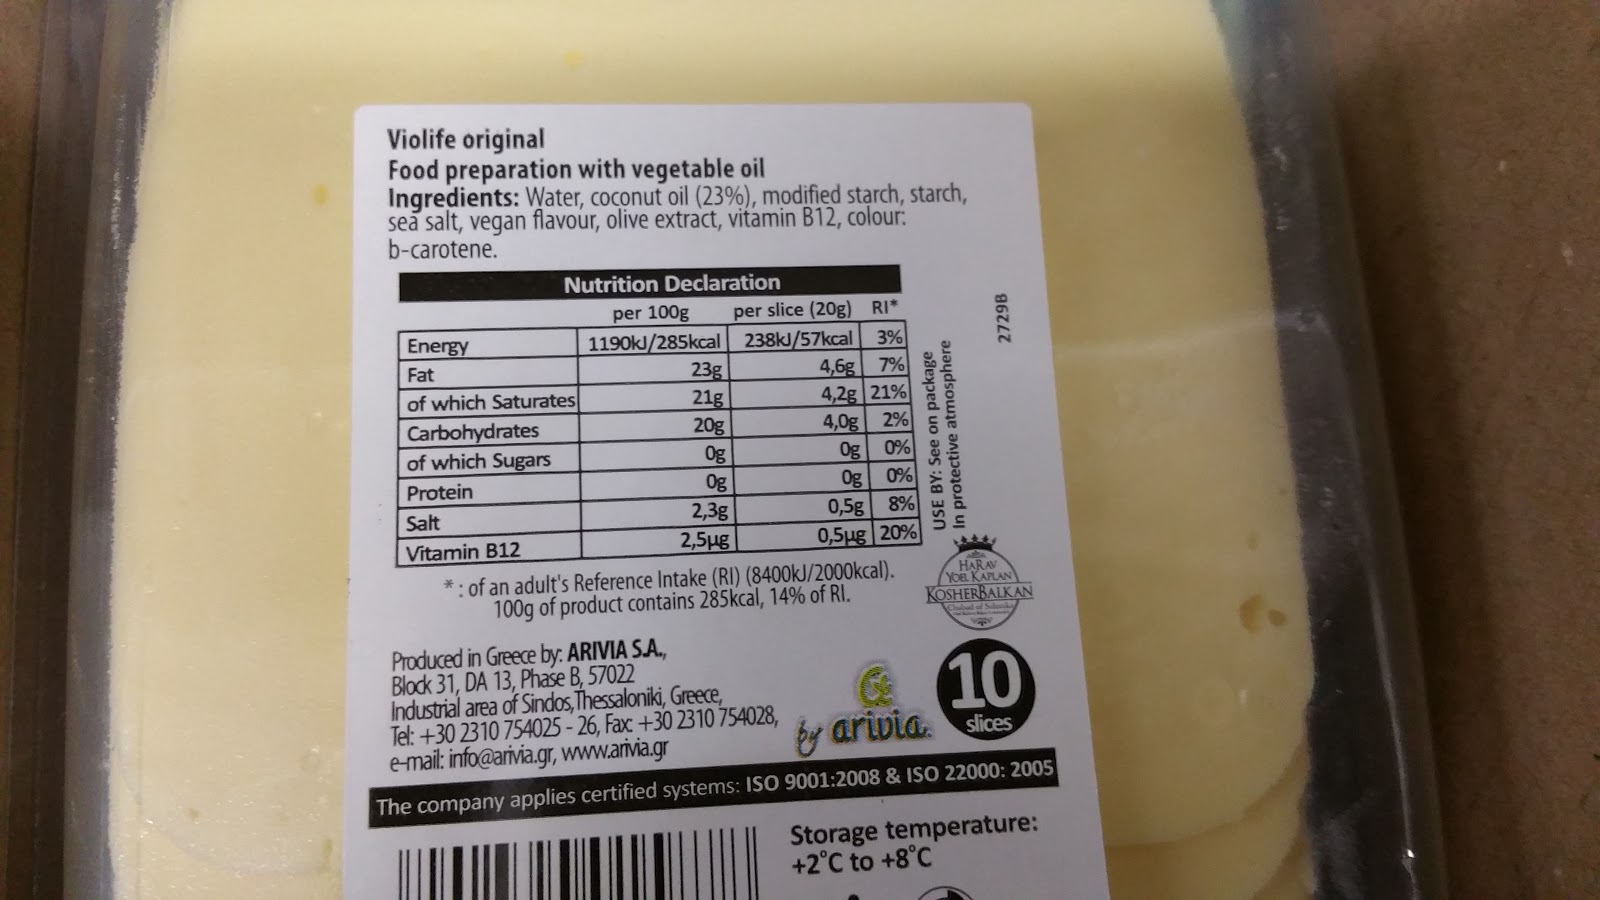 Violife original
Food preparation with vegetable oil
Ingredients: Water, coconut oil (23%), modified starch, starch,
sea salt, vegan flavour, olive extract, vitamin B12, colour:
b-carotene.
Nutrition Declaration
per 100g per slice (20g) RI*
Energy 1190kJ/285kcal 238kJ/57kcal 3%
Fat 23g 4,6g 7%
of which Saturates 21g 4,2g 21%
Carbohydrates 20g 4,0g 2%
of which Sugars 0g 0g 0%
Protein 0g 0g 0%
Salt 2,3g 0,5g 8%
Vitamin B12 2,5µg 0,5µg 20%
* : of an adult's Reference Intake (RI) (8400kJ/2000kcal).
100g of product contains 285kcal, 14% of RI.
USE BY: See on package
In protective atmosphere
2729B
HARAV
YOEL KAPLAN
KOSHERBALKAN
Produced in Greece by: ARIVIA S.A.,
Block 31, DA 13, Phase B, 57022
Industrial area of Sindos, Thessaloniki, Greece,
Tel: +30 2310 754025 - 26, Fax: +30 2310 754028,
e-mail: info@arivia.gr, www.arivia.gr
by arivia
10
slices
The company applies certified systems: ISO 9001:2008 & ISO 22000: 2005
Storage temperature:
+2°C to +8°C